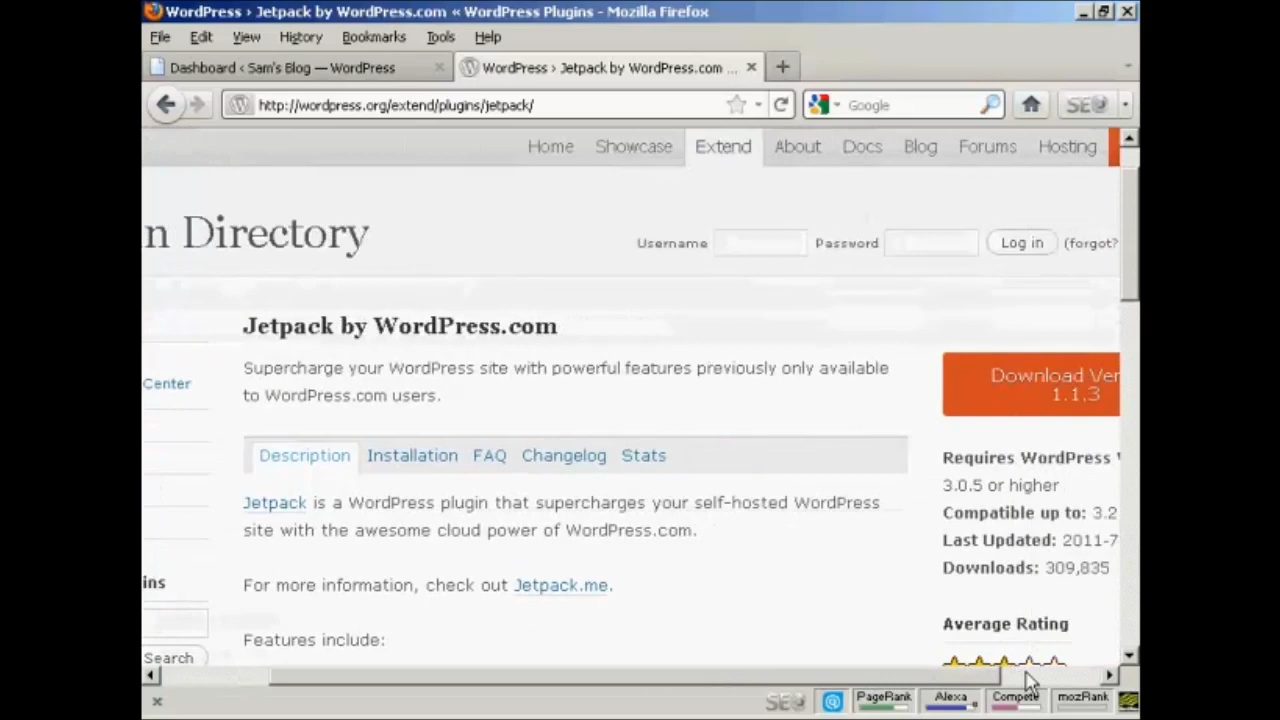 WordPress › Jetpack by WordPress.com « WordPress Plugins - Mozilla Firefox
File Edit View History Bookmarks Tools Help
Dashboard ‹ Sam's Blog — WordPress
WordPress › Jetpack by WordPress.com ...
http://wordpress.org/extend/plugins/jetpack/
Google
SEO
Home Showcase Extend About Docs Blog Forums Hosting
n Directory
Username
Password
Log in
(forgot?
Jetpack by WordPress.com
Supercharge your WordPress site with powerful features previously only available
to WordPress.com users.
Center
Download Ver
1.1.3
Description Installation FAQ Changelog Stats
Requires WordPress
3.0.5 or higher
Compatible up to: 3.2
Last Updated: 2011-7
Downloads: 309,835
Jetpack is a WordPress plugin that supercharges your self-hosted WordPress
site with the awesome cloud power of WordPress.com.
For more information, check out Jetpack.me.
ins
Average Rating
Features include:
Search
SEO
PageRank
Alexa
Compete
mozRank